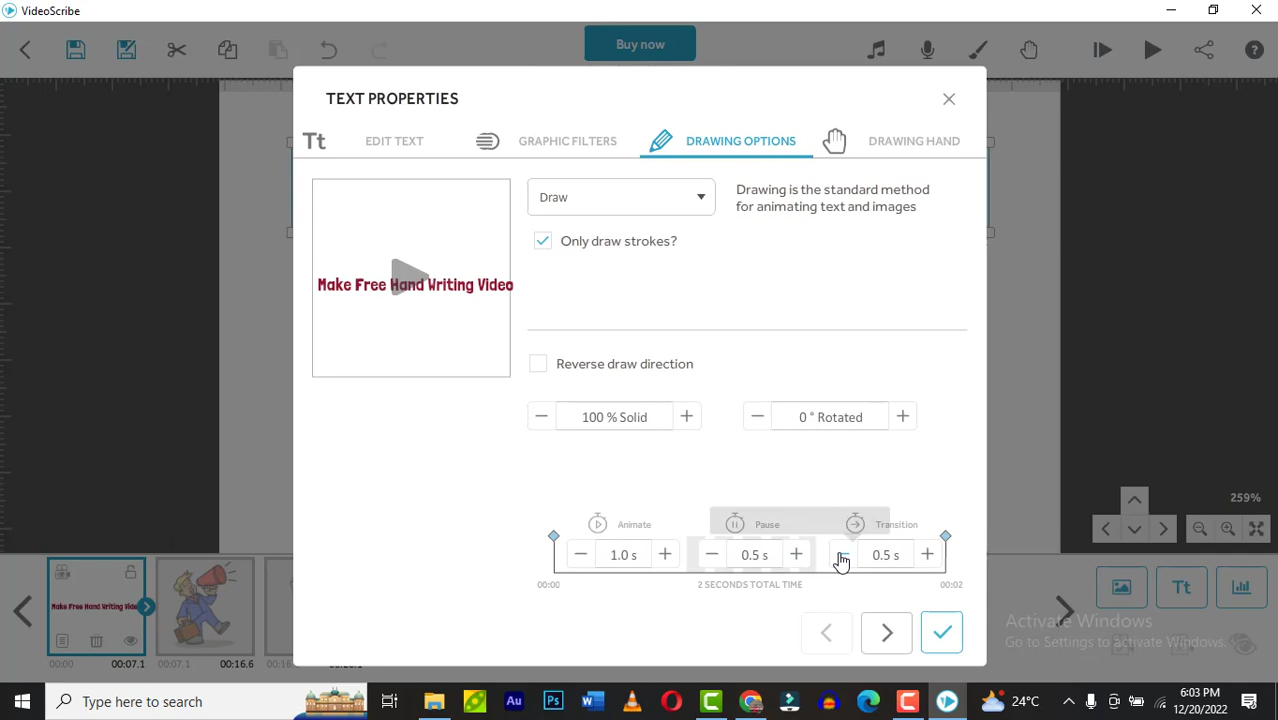 VideoScribe
Buy now
TEXT PROPERTIES
EDIT TEXT
GRAPHIC FILTERS
DRAWING OPTIONS
DRAWING HAND
Draw
Drawing is the standard method
for animating text and images
Only draw strokes?
Make Free Hand Writing Video
Reverse draw direction
100 % Solid
0 ° Rotated
259%
Animate
Pause
Transition
1.0 s
0.5 s
0.5 s
00:00
2 SECONDS TOTAL TIME
00:02
Make Free Hand Writing Video
Tt
Activate Windows
Go to Settings to activate Windows.
00:00
00:07.1
00:07.1
00:16.6
Type here to search
Au
Ps
24°C
6:03 PM
12/20/2022